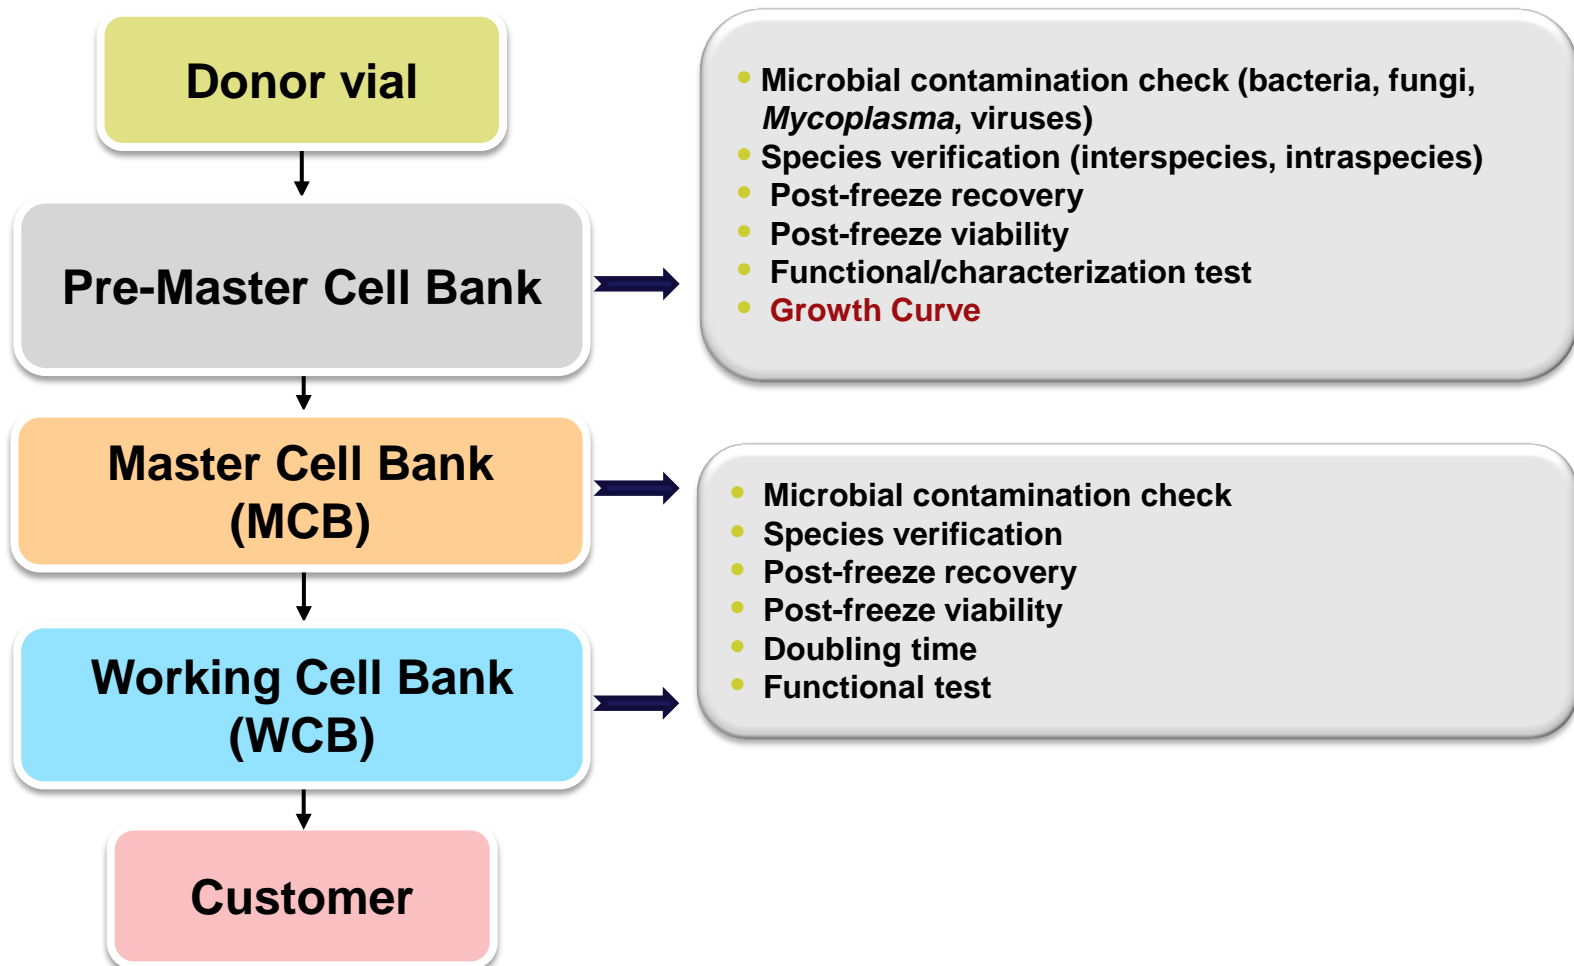 Donor vial
Pre-Master Cell Bank
Master Cell Bank
(MCB)
Working Cell Bank
(WCB)
Customer
• Microbial contamination check (bacteria, fungi,
Mycoplasma, viruses)
• Species verification (interspecies, intraspecies)
• Post-freeze recovery
• Post-freeze viability
• Functional/characterization test
• Growth Curve
• Microbial contamination check
• Species verification
• Post-freeze recovery
• Post-freeze viability
• Doubling time
• Functional test